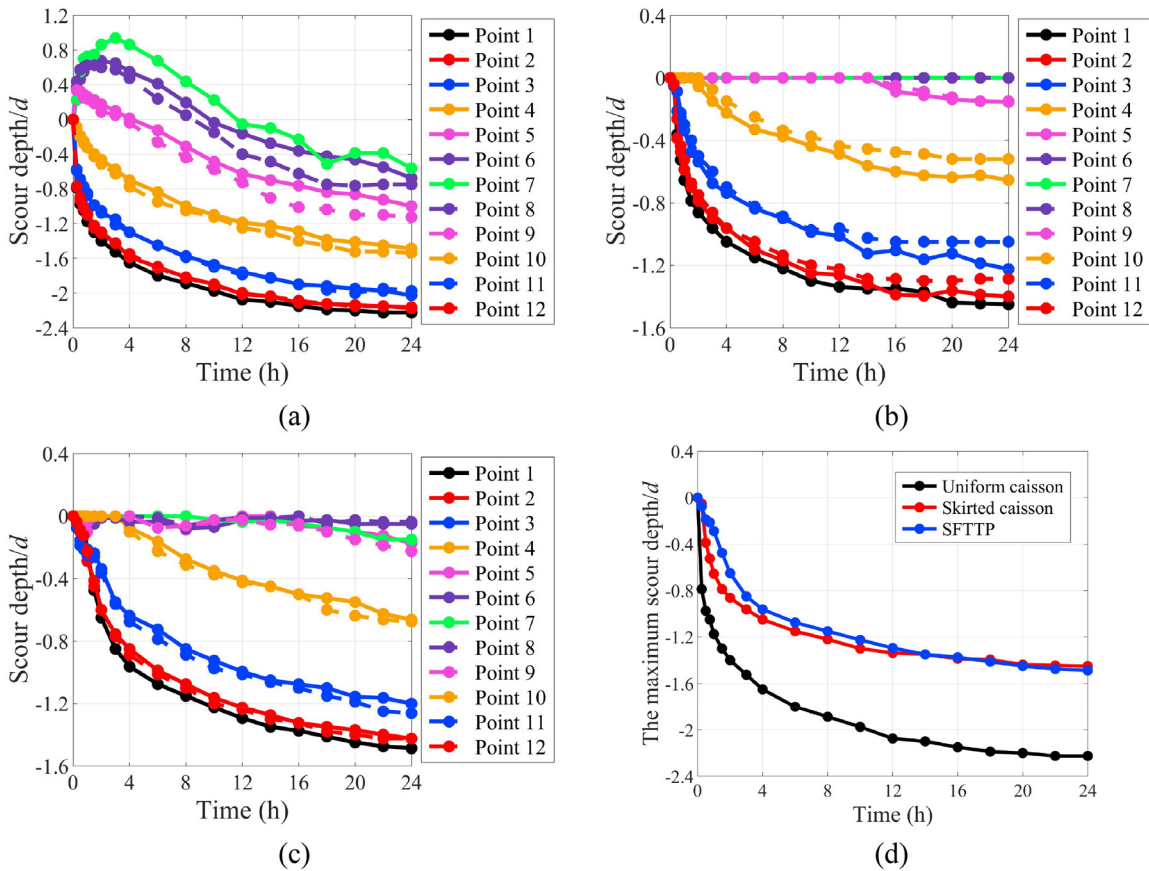 Scour depth/d
1.2
0.8
0.4
0
-0.4
-0.8
-1.2
-1.6
-2
-2.4
0 4 8 12 16 20 24
Time (h)
Point 1
Point 2
Point 3
Point 4
Point 5
Point 6
Point 7
Point 8
Point 9
Point 10
Point 11
Point 12
(a)
Scour depth/d
0.4
0
-0.4
-0.8
-1.2
-1.6
0 4 8 12 16 20 24
Time (h)
Point 1
Point 2
Point 3
Point 4
Point 5
Point 6
Point 7
Point 8
Point 9
Point 10
Point 11
Point 12
(b)
Scour depth/d
0.4
0
-0.4
-0.8
-1.2
-1.6
0 4 8 12 16 20 24
Time (h)
Point 1
Point 2
Point 3
Point 4
Point 5
Point 6
Point 7
Point 8
Point 9
Point 10
Point 11
Point 12
(c)
The maximum scour depth/d
0.4
0
-0.4
-0.8
-1.2
-1.6
-2
-2.4
0 4 8 12 16 20 24
Time (h)
Uniform caisson
Skirted caisson
SFTTP
(d)